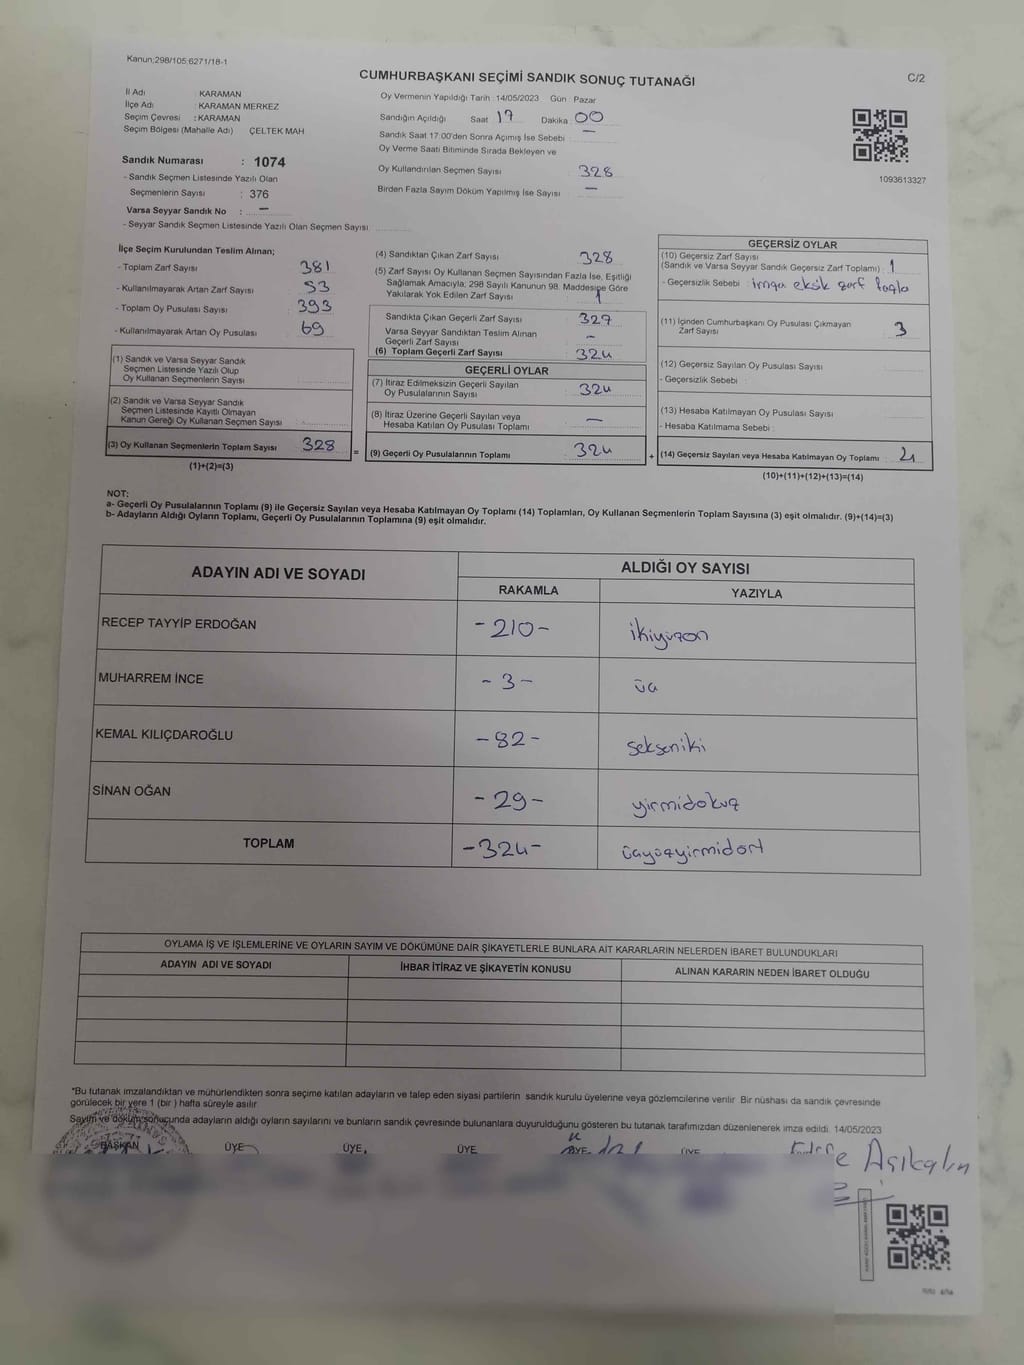 Kanun;298/105;6271/18-1
CUMHURBAŞKANI SEÇİMİ SANDIK SONUÇ TUTANAĞI
C/2
İl Adı : KARAMAN
İlçe Adı : KARAMAN MERKEZ
Seçim Çevresi : KARAMAN
Seçim Bölgesi (Mahalle Adı) ÇELTEK MAH
Oy Vermenin Yapıldığı Tarih : 14/05/2023 Gün : Pazar
Sandığın Açıldığı Saat 17 Dakika 00
Sandık Saat 17:00'den Sonra Açılmış İse Sebebi : —
Oy Verme Saati Bitiminde Sırada Bekleyen ve
Oy Kullandırılan Seçmen Sayısı 328
Birden Fazla Sayım Döküm Yapılmış İse Sayısı —
1093613327
Sandık Numarası : 1074
- Sandık Seçmen Listesinde Yazılı Olan
Seçmenlerin Sayısı : 376
Varsa Seyyar Sandık No : —
- Seyyar Sandık Seçmen Listesinde Yazılı Olan Seçmen Sayısı
İlçe Seçim Kurulundan Teslim Alınan;
- Toplam Zarf Sayısı 381
- Kullanılmayarak Artan Zarf Sayısı 53
- Toplam Oy Pusulası Sayısı 393
- Kullanılmayarak Artan Oy Pusulası 69
(1) Sandık ve Varsa Seyyar Sandık
Seçmen Listesinde Yazılı Olup
Oy Kullanan Seçmenlerin Sayısı
(2) Sandık ve Varsa Seyyar Sandık
Seçmen Listesinde Kayıtlı Olmayan
Kanun Gereği Oy Kullanan Seçmen Sayısı
(3) Oy Kullanan Seçmenlerin Toplam Sayısı 328
(1)+(2)=(3)
(4) Sandıktan Çıkan Zarf Sayısı 328
(5) Zarf Sayısı Oy Kullanan Seçmen Sayısından Fazla İse, Eşitliği
Sağlamak Amacıyla; 298 Sayılı Kanunun 98. Maddesine Göre
Yakılarak Yok Edilen Zarf Sayısı 1
Sandıkta Çıkan Geçerli Zarf Sayısı 327
Varsa Seyyar Sandıktan Teslim Alınan
Geçerli Zarf Sayısı —
(6) Toplam Geçerli Zarf Sayısı 324
GEÇERLİ OYLAR
(7) İtiraz Edilmeksizin Geçerli Sayılan
Oy Pusulalarının Sayısı 324
(8) İtiraz Üzerine Geçerli Sayılan veya
Hesaba Katılan Oy Pusulası Toplamı —
= (9) Geçerli Oy Pusulalarının Toplamı 324
GEÇERSİZ OYLAR
(10) Geçersiz Zarf Sayısı
(Sandık ve Varsa Seyyar Sandık Geçersiz Zarf Toplamı) : 1
- Geçersizlik Sebebi : eksik zarf fazla
(11) İçinden Cumhurbaşkanı Oy Pusulası Çıkmayan
Zarf Sayısı 3
(12) Geçersiz Sayılan Oy Pusulası Sayısı
- Geçersizlik Sebebi :
(13) Hesaba Katılmayan Oy Pusulası Sayısı
- Hesaba Katılmama Sebebi :
+ (14) Geçersiz Sayılan veya Hesaba Katılmayan Oy Toplamı 4
(10)+(11)+(12)+(13)=(14)
NOT:
a- Geçerli Oy Pusulalarının Toplamı (9) ile Geçersiz Sayılan veya Hesaba Katılmayan Oy Toplamı (14) Toplamları, Oy Kullanan Seçmenlerin Toplam Sayısına (3) eşit olmalıdır. (9)+(14)=(3)
b- Adayların Aldığı Oyların Toplamı, Geçerli Oy Pusulalarının Toplamına (9) eşit olmalıdır.
ADAYIN ADI VE SOYADI
ALDIĞI OY SAYISI
RAKAMLA YAZIYLA
RECEP TAYYİP ERDOĞAN -210- ikiyüzon
MUHARREM İNCE -3- üç
KEMAL KILIÇDAROĞLU -82- sekseniki
SİNAN OĞAN -29- yirmidokuz
TOPLAM -324- üçyüzyirmidört
OYLAMA İŞ VE İŞLEMLERİNE VE OYLARIN SAYIM VE DÖKÜMÜNE DAİR ŞİKAYETLERLE BUNLARA AİT KARARLARIN NELERDEN İBARET BULUNDUKLARI
ADAYIN ADI VE SOYADI İHBAR İTİRAZ VE ŞİKAYETİN KONUSU ALINAN KARARIN NEDEN İBARET OLDUĞU
*Bu tutanak imzalandıktan ve mühürlendikten sonra seçime katılan adayların ve talep eden siyasi partilerin sandık kurulu üyelerine veya gözlemcilerine verilir Bir nüshası da sandık çevresinde
görülecek bir yere 1 (bir ) hafta süreyle asılır
Sayım ve döküm sonucunda adayların aldığı oyların sayılarını ve bunların sandık çevresinde bulunanlara duyurulduğunu gösteren bu tutanak tarafımızdan düzenlenerek imza edildi. 14/05/2023
BAŞKAN ÜYE ÜYE ÜYE ÜYE ÜYE
Açıkalın